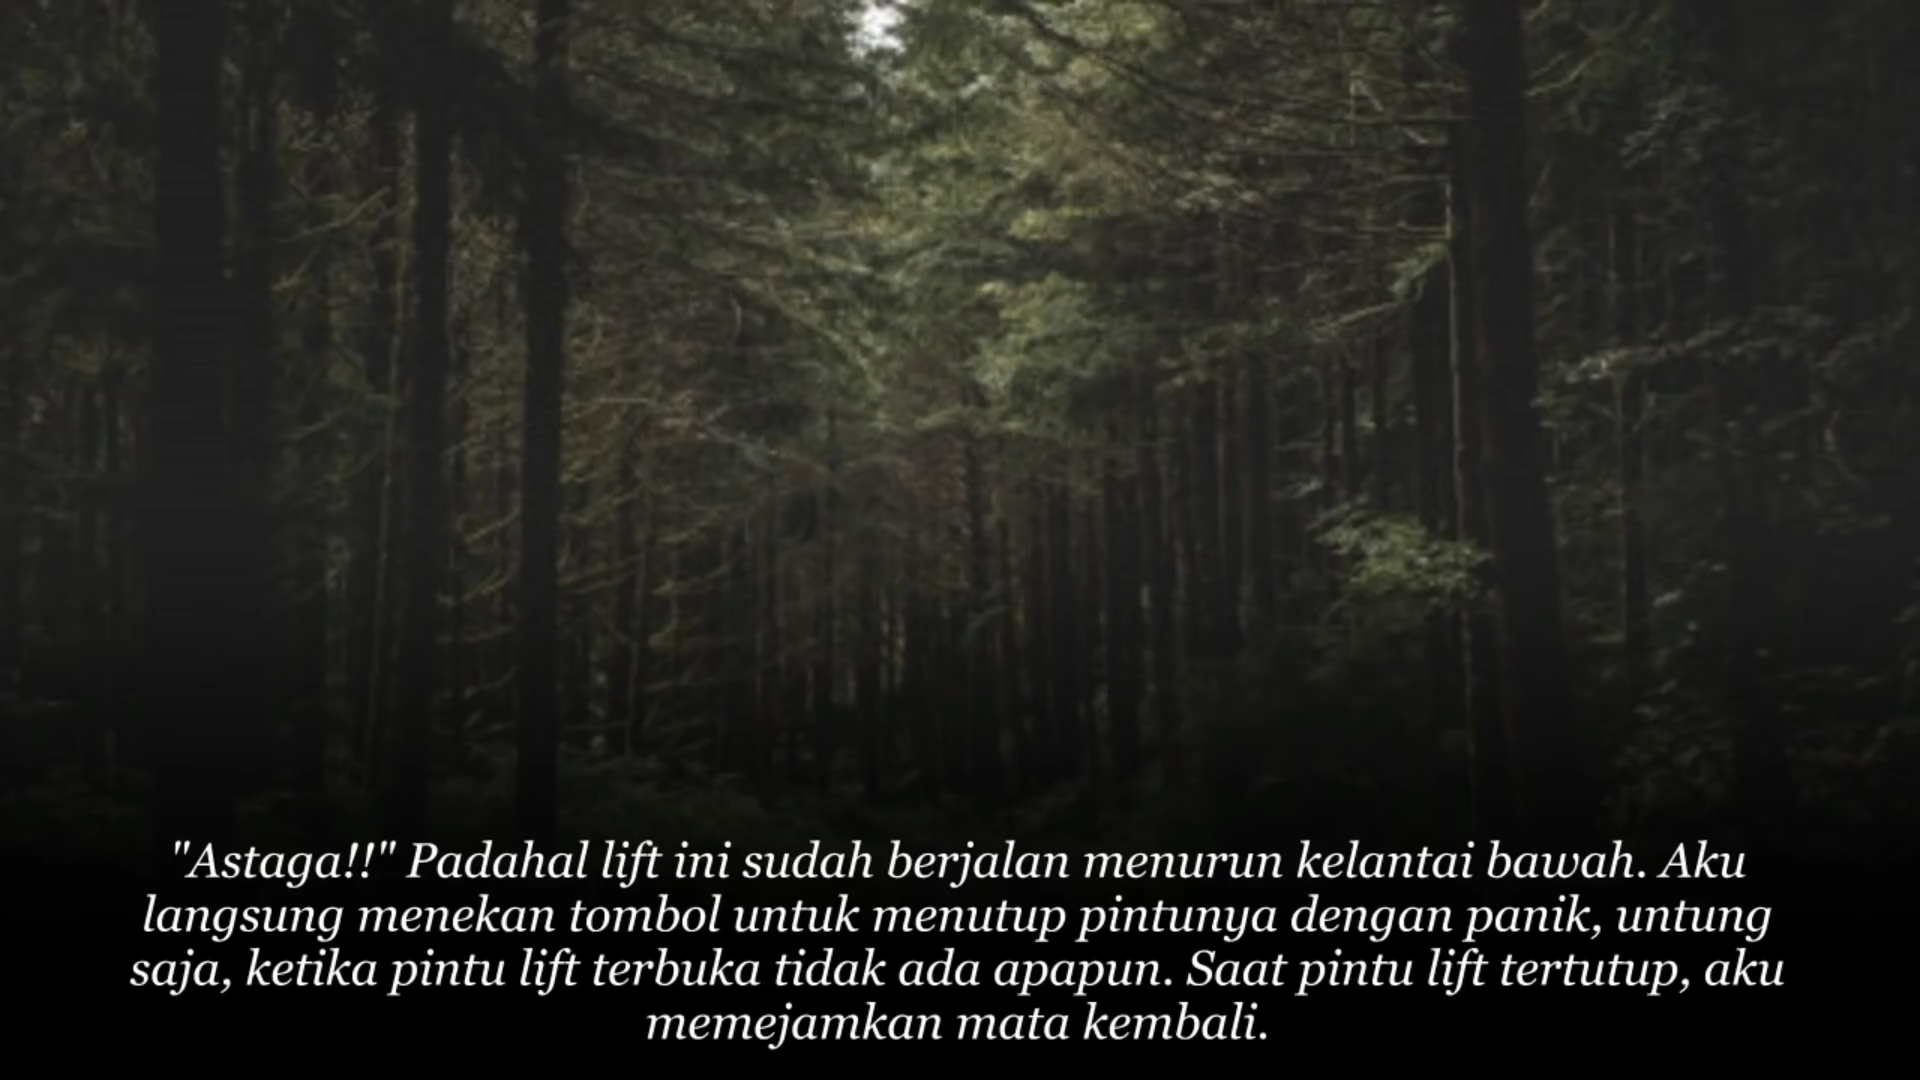 "Astaga!!" Padahal lift ini sudah berjalan menurun kelantai bawah. Aku
langsung menekan tombol untuk menutup pintunya dengan panik, untung
saja, ketika pintu lift terbuka tidak ada apapun. Saat pintu lift tertutup, aku
memejamkan mata kembali.